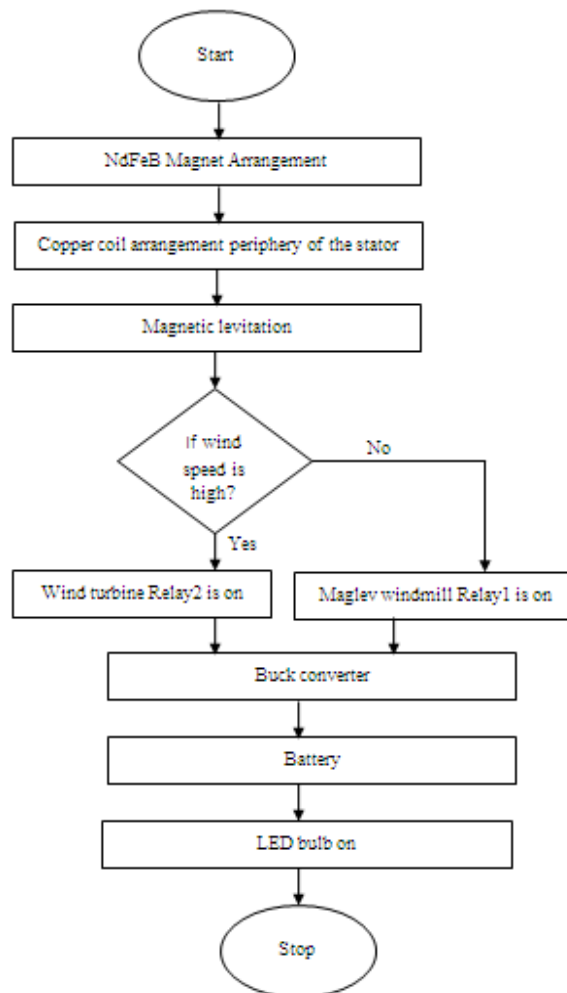 Start
NdFeB Magnet Arrangement
Copper coil arrangement periphery of the stator
Magnetic levitation
If wind
speed is
high?
No
Yes
Wind turbine Relay2 is on
Maglev windmill Relay1 is on
Buck converter
Battery
LED bulb on
Stop